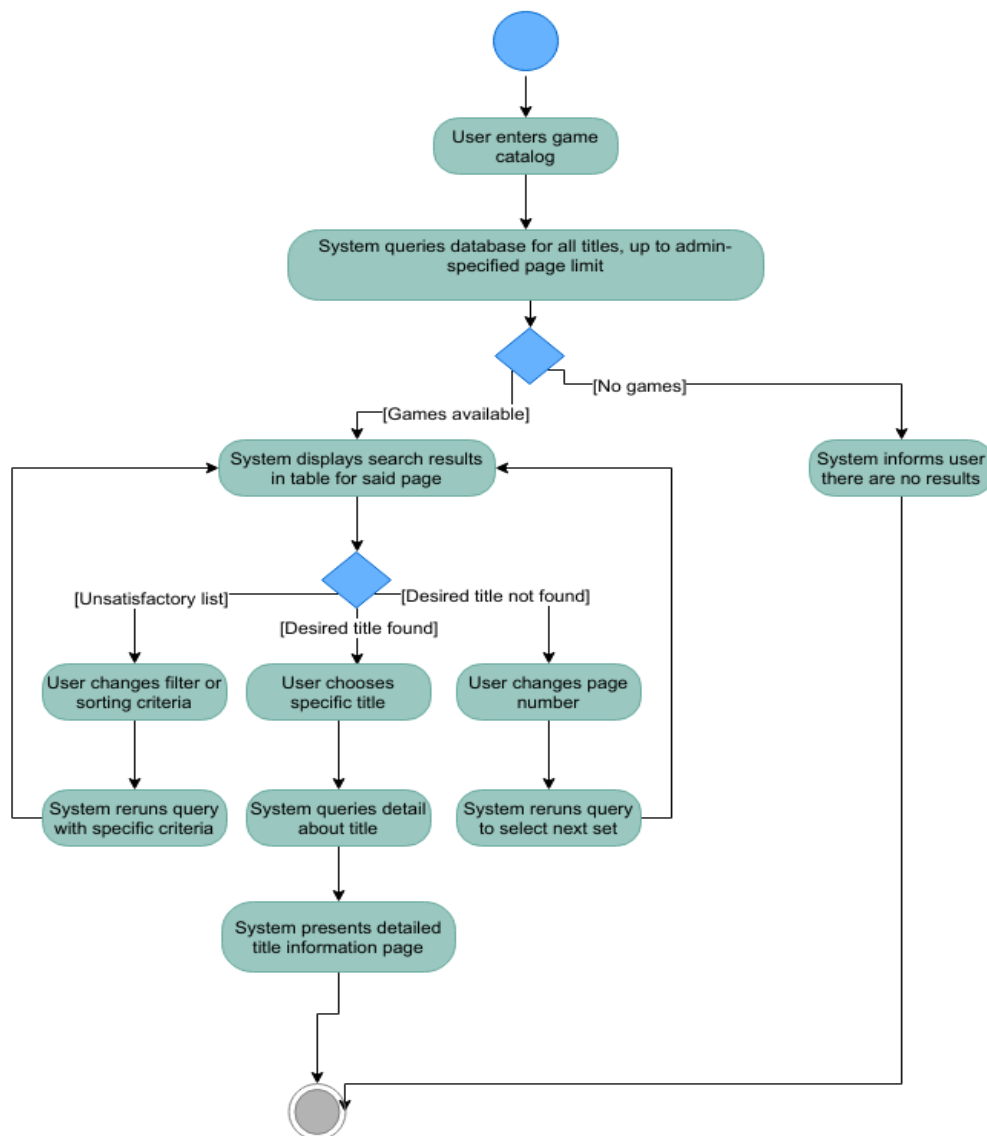 User enters game
catalog
System queries database for all titles, up to admin-
specified page limit
[No games]
[Games available]
System displays search results
in table for said page
System informs user
there are no results
[Unsatisfactory list]
[Desired title not found]
[Desired title found]
User changes filter or
sorting criteria
User chooses
specific title
User changes page
number
System reruns query
with specific criteria
System queries detail
about title
System reruns query
to select next set
System presents detailed
title information page